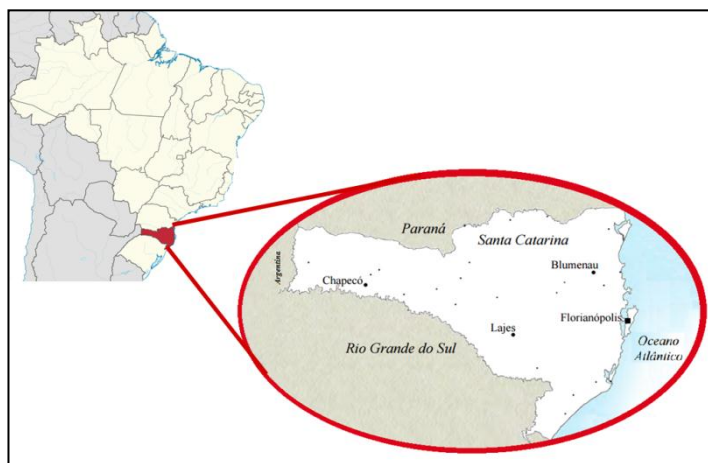 Paraná
Santa Catarina
Argentina
Blumenau
Chapecó
Florianópolis
Lajes
Rio Grande do Sul
Oceano
Atlântico